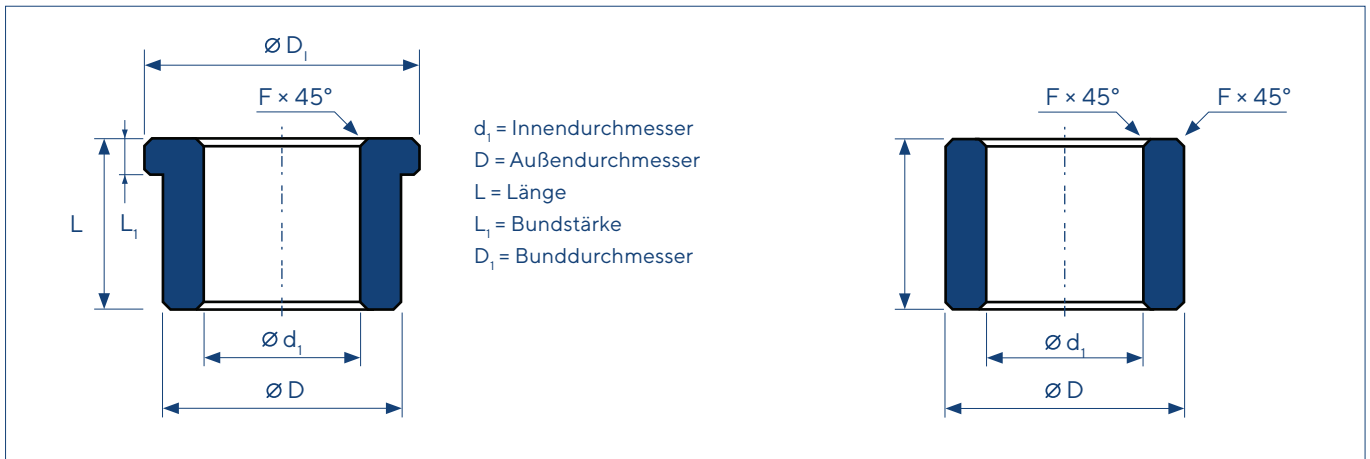 Ø D₁
F × 45°
L
L₁
Ø d₁
Ø D
d₁ = Innendurchmesser
D = Außendurchmesser
L = Länge
L₁ = Bundstärke
D₁ = Bunddurchmesser
F × 45°
F × 45°
Ø d₁
Ø D